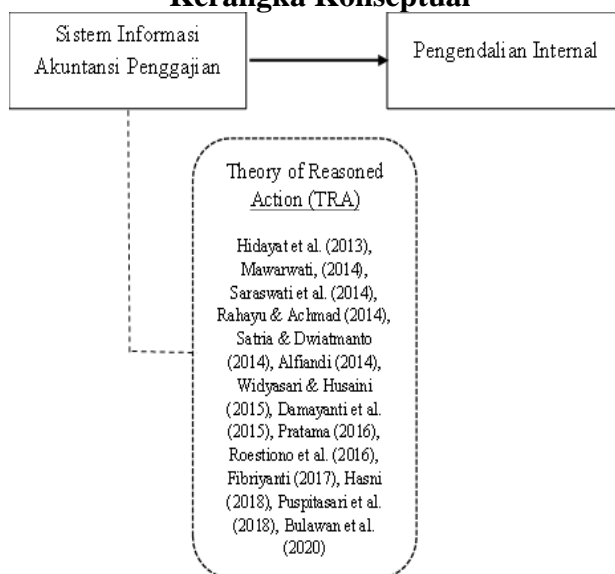 Kerangka Konseptual
Sistem Informasi
Akuntansi Penggajian
Pengendalian Internal
Theory of Reasoned
Action (TRA)
Hidayat et al. (2013),
Mawarwati, (2014),
Saraswati et al. (2014),
Rahayu & Achmad (2014),
Satria & Dwiatmanto
(2014), Alfiandi (2014),
Widyasari & Husaini
(2015), Damayanti et al.
(2015), Pratama (2016),
Roestiono et al. (2016),
Fibriyanti (2017), Hasni
(2018), Puspitasari et al.
(2018), Bulawan et al.
(2020)